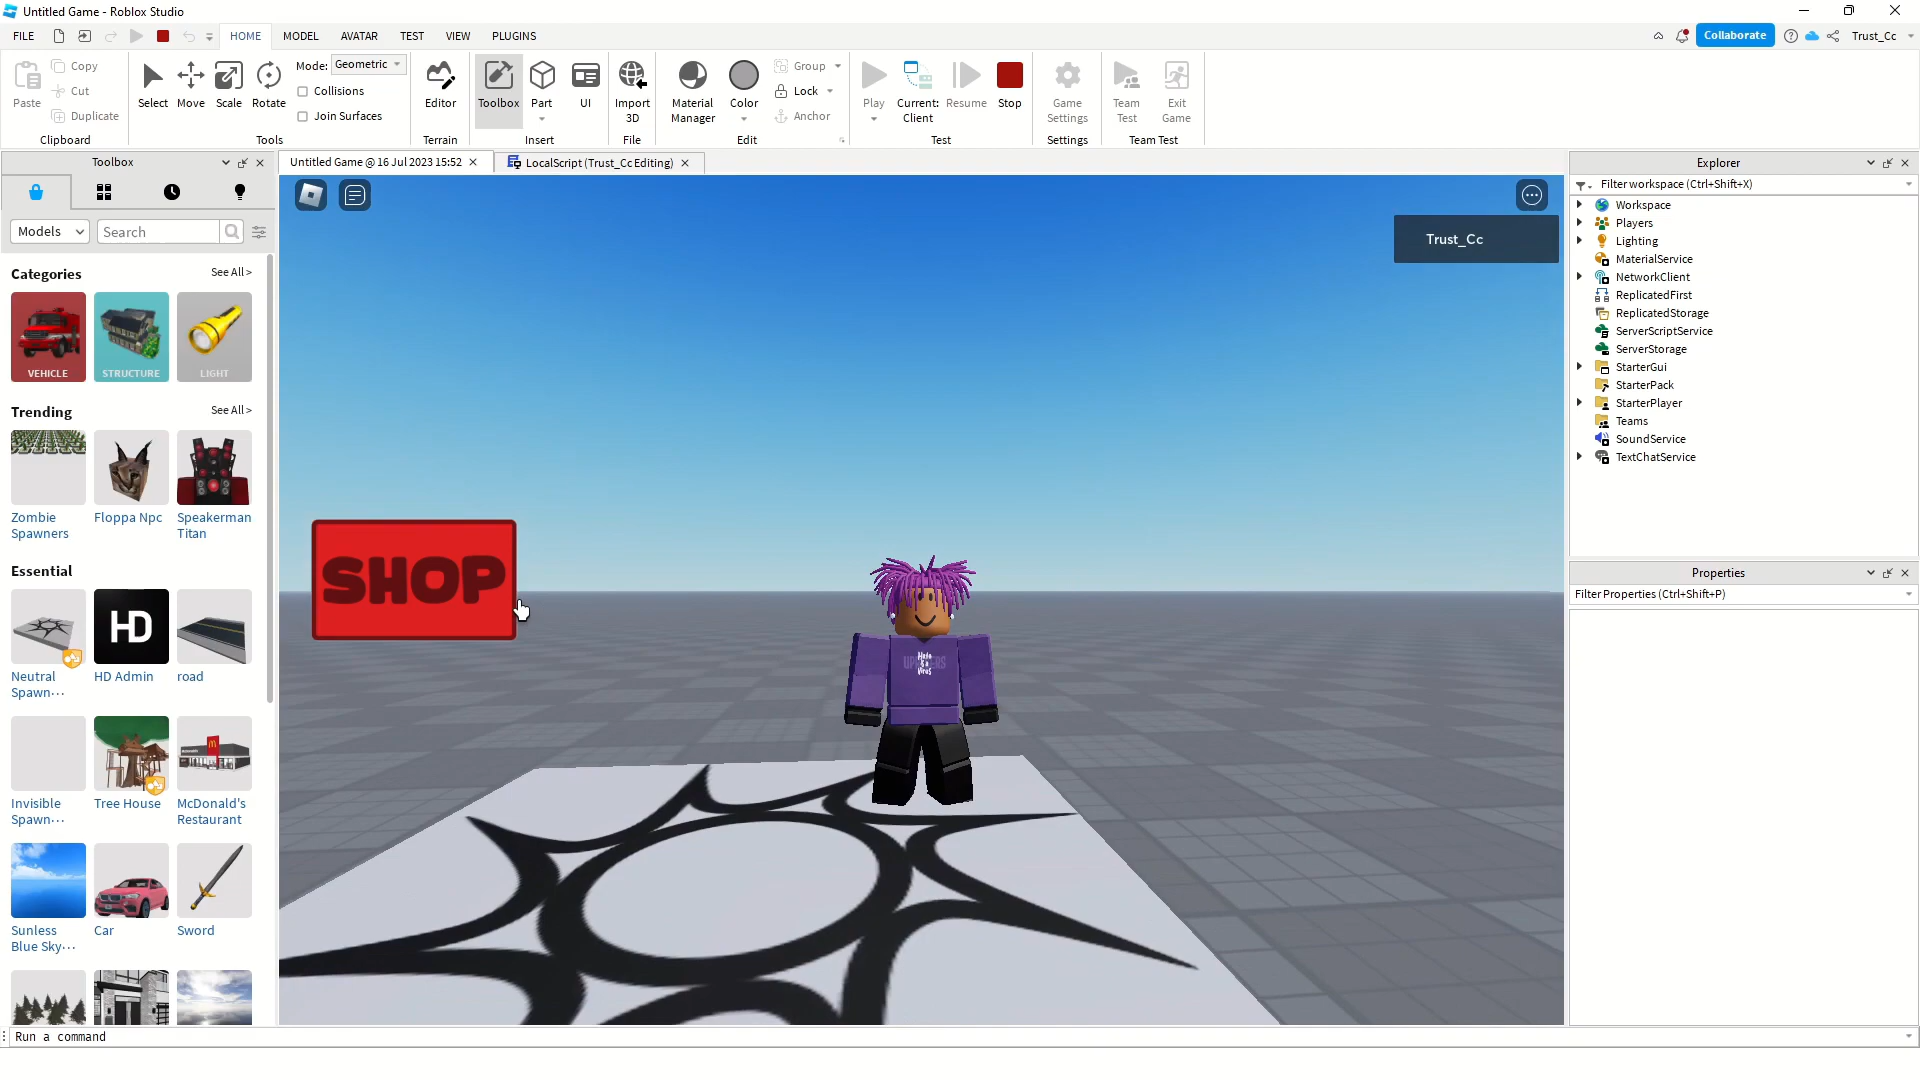 Untitled Game - Roblox Studio
FILE HOME MODEL AVATAR TEST VIEW PLUGINS
Collaborate
Trust_Cc
Paste
Copy
Cut
Duplicate
Clipboard
Select Move Scale Rotate
Mode: Geometric
Collisions
Join Surfaces
Tools
Editor
Terrain
Toolbox Part UI
Insert
Import 3D
File
Material Manager
Color
Group
Lock
Anchor
Edit
Play
Current: Client
Resume Stop
Test
Game Settings
Settings
Team Test
Exit Game
Team Test
Toolbox
Untitled Game @ 16 Jul 2023 15:52
LocalScript (Trust_Cc Editing)
Models
Search
Categories See All >
VEHICLE STRUCTURE LIGHT
Trending See All >
Zombie Spawners
Floppa Npc
Speakerman Titan
Essential
HD
Neutral Spawn...
HD Admin
road
Invisible Spawn...
Tree House
McDonald's Restaurant
Sunless Blue Sky...
Car
Sword
Trust_Cc
SHOP
Explorer
Filter workspace (Ctrl+Shift+X)
Workspace
Players
Lighting
MaterialService
NetworkClient
ReplicatedFirst
ReplicatedStorage
ServerScriptService
ServerStorage
StarterGui
StarterPack
StarterPlayer
Teams
SoundService
TextChatService
Properties
Filter Properties (Ctrl+Shift+P)
Run a command